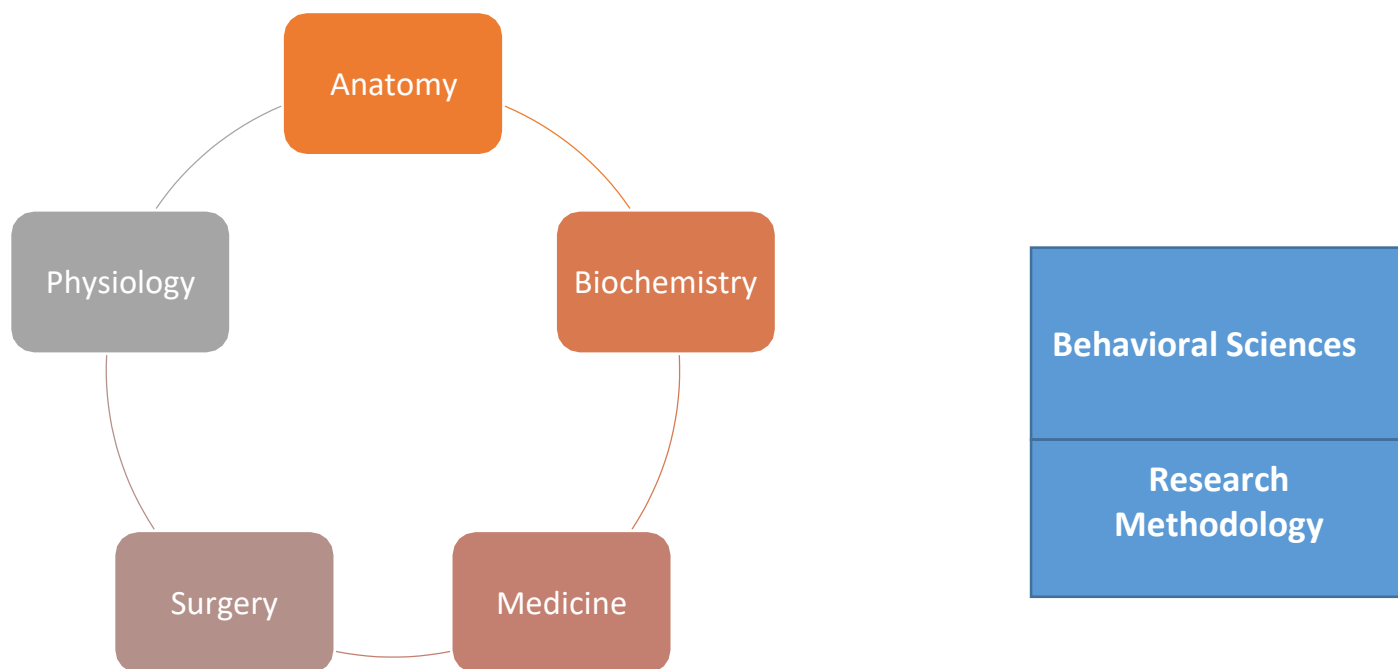 Anatomy
Physiology
Biochemistry
Surgery
Medicine
Behavioral Sciences
Research
Methodology